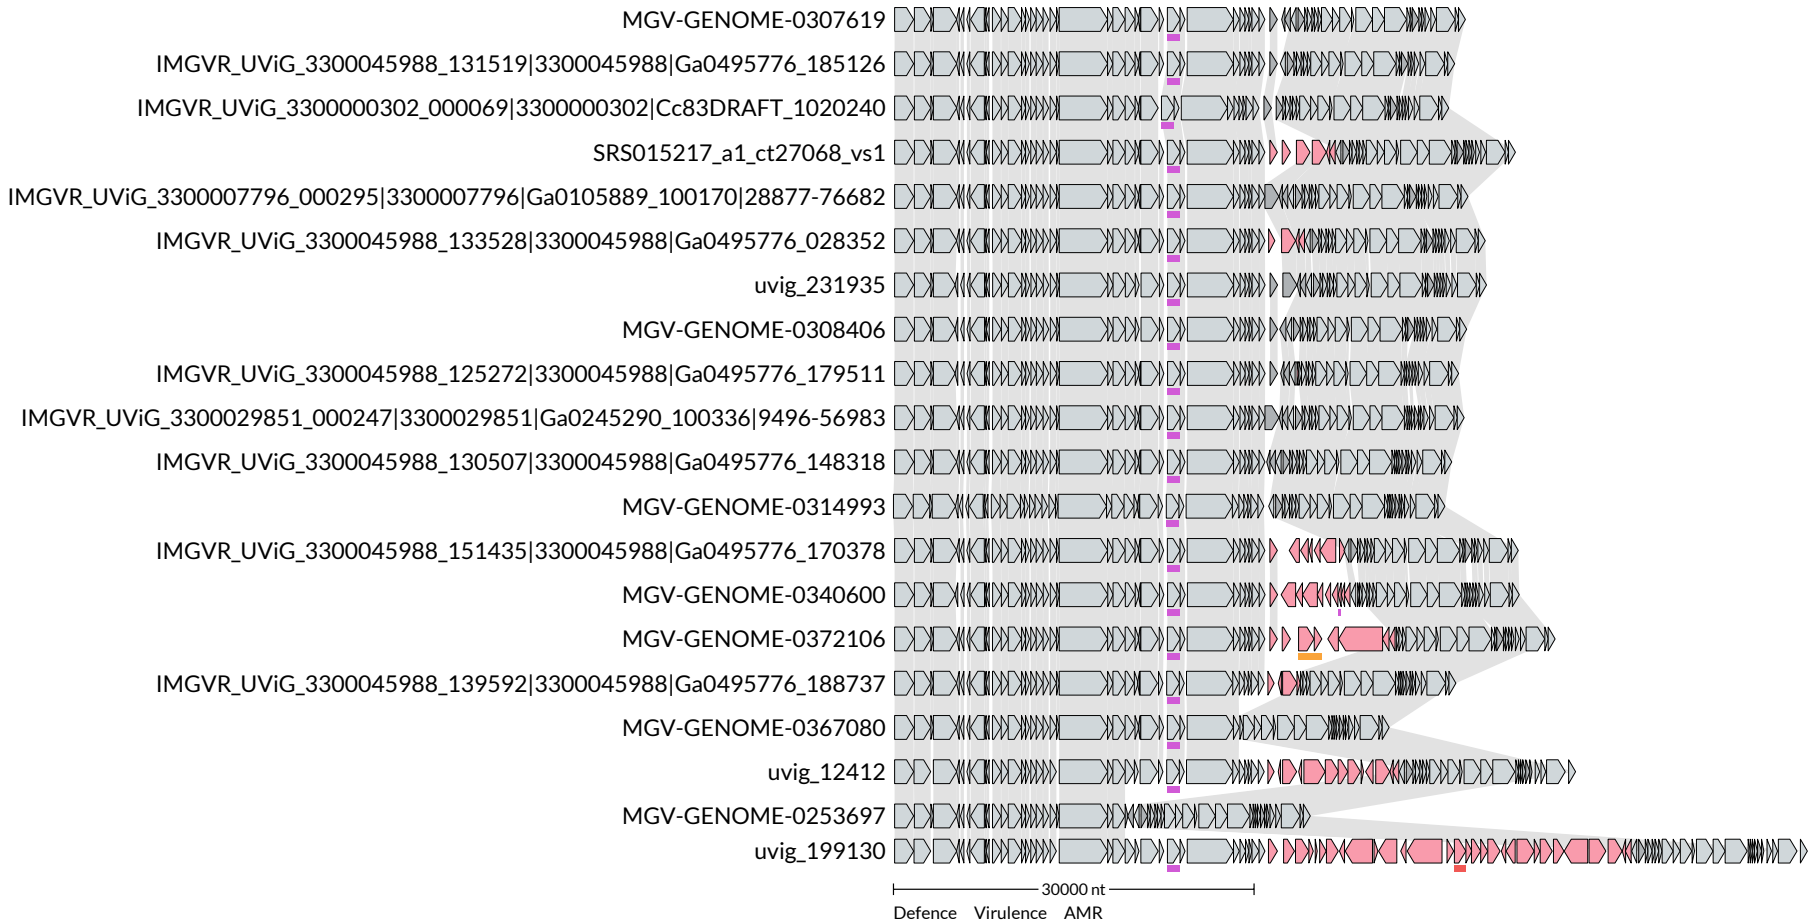 MGV-GENOME-0307619
IMGVR_UViG_3300045988_131519|3300045988|Ga0495776_185126
IMGVR_UViG_3300000302_000069|3300000302|Cc83DRAFT_1020240
SRS015217_a1_ct27068_vs1
IMGVR_UViG_3300007796_000295|3300007796|Ga0105889_100170|28877-76682
IMGVR_UViG_3300045988_133528|3300045988|Ga0495776_028352
uvig_231935
MGV-GENOME-0308406
IMGVR_UViG_3300045988_125272|3300045988|Ga0495776_179511
IMGVR_UViG_3300029851_000247|3300029851|Ga0245290_100336|9496-56983
IMGVR_UViG_3300045988_130507|3300045988|Ga0495776_148318
MGV-GENOME-0314993
IMGVR_UViG_3300045988_151435|3300045988|Ga0495776_170378
MGV-GENOME-0340600
MGV-GENOME-0372106
IMGVR_UViG_3300045988_139592|3300045988|Ga0495776_188737
MGV-GENOME-0367080
uvig_12412
MGV-GENOME-0253697
uvig_199130
30000 nt
Defence Virulence AMR